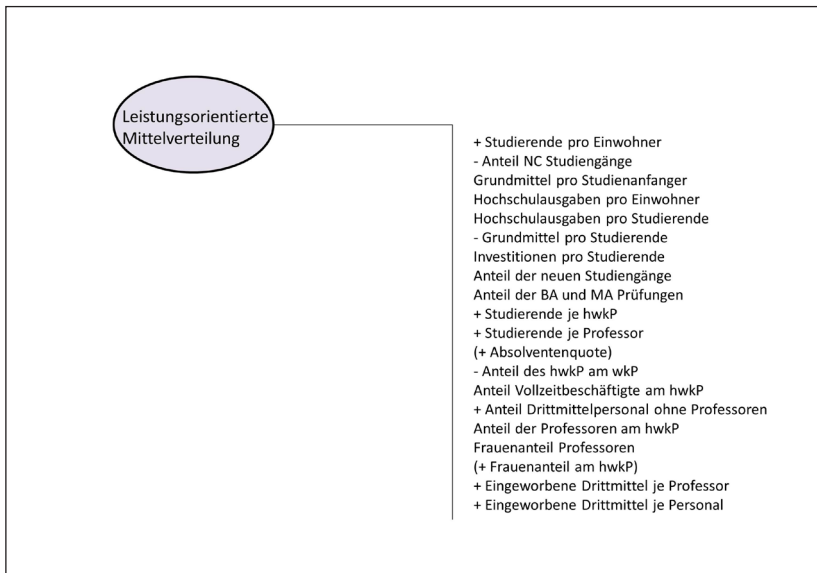 Leistungsorientierte
Mittelverteilung
+ Studierende pro Einwohner
- Anteil NC Studiengänge
Grundmittel pro Studienanfanger
Hochschulausgaben pro Einwohner
Hochschulausgaben pro Studierende
- Grundmittel pro Studierende
Investitionen pro Studierende
Anteil der neuen Studiengänge
Anteil der BA und MA Prüfungen
+ Studierende je hwkP
+ Studierende je Professor
(+ Absolventenquote)
- Anteil des hwkP am wkP
Anteil Vollzeitbeschäftigte am hwkP
+ Anteil Drittmittelpersonal ohne Professoren
Anteil der Professoren am hwkP
Frauenanteil Professoren
(+ Frauenanteil am hwkP)
+ Eingeworbene Drittmittel je Professor
+ Eingeworbene Drittmittel je Personal